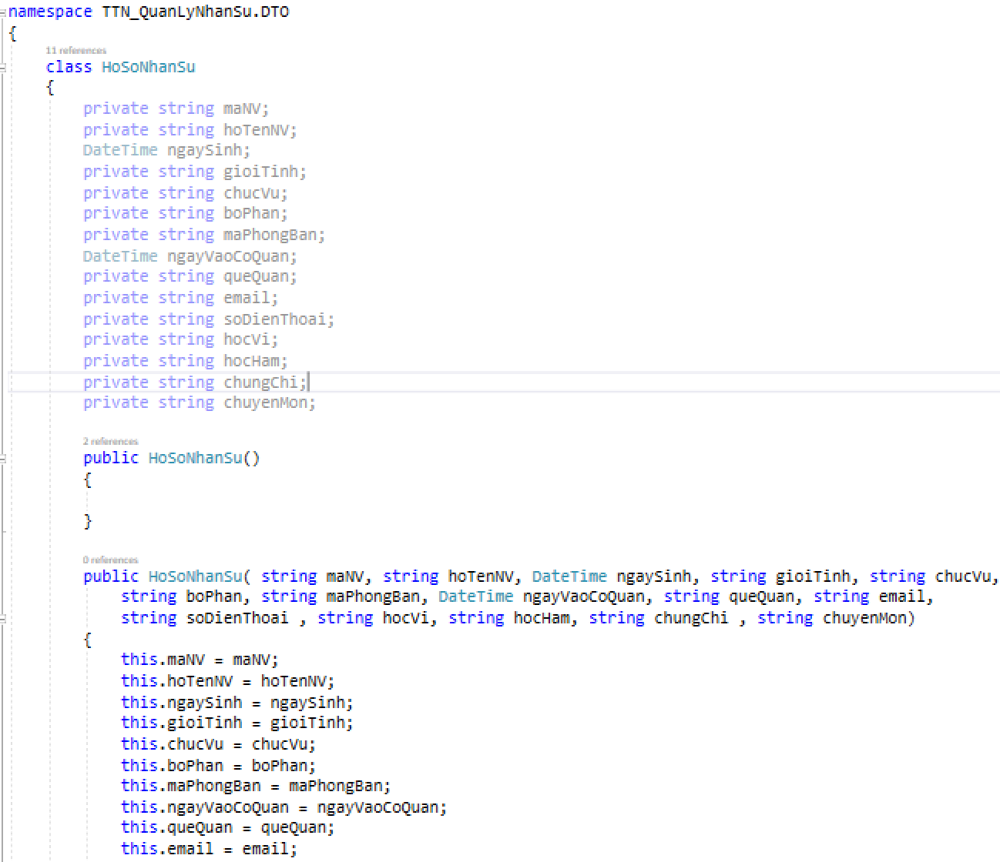 namespace TTN_QuanLyNhanSu.DTO
{
11 references
class HoSoNhanSu
{
private string maNV;
private string hoTenNV;
DateTime ngaySinh;
private string gioiTinh;
private string chucVu;
private string boPhan;
private string maPhongBan;
DateTime ngayVaoCoQuan;
private string queQuan;
private string email;
private string soDienThoai;
private string hocVi;
private string hocHam;
private string chungChi;
private string chuyenMon;
2 references
public HoSoNhanSu()
{
}
0 references
public HoSoNhanSu( string maNV, string hoTenNV, DateTime ngaySinh, string gioiTinh, string chucVu,
string boPhan, string maPhongBan, DateTime ngayVaoCoQuan, string queQuan, string email,
string soDienThoai , string hocVi, string hocHam, string chungChi , string chuyenMon)
{
this.maNV = maNV;
this.hoTenNV = hoTenNV;
this.ngaySinh = ngaySinh;
this.gioiTinh = gioiTinh;
this.chucVu = chucVu;
this.boPhan = boPhan;
this.maPhongBan = maPhongBan;
this.ngayVaoCoQuan = ngayVaoCoQuan;
this.queQuan = queQuan;
this.email = email;